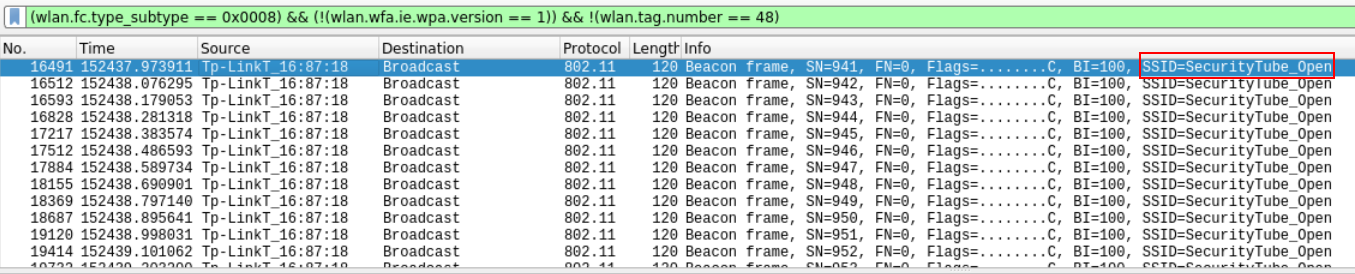 (wlan.fc.type_subtype == 0x0008) && (!(wlan.wfa.ie.wpa.version == 1)) && !(wlan.tag.number == 48)
No. Time Source Destination Protocol Length Info
16491 152437.973911 Tp-LinkT_16:87:18 Broadcast 802.11 120 Beacon frame, SN=941, FN=0, Flags=........C, BI=100, SSID=SecurityTube_Open
16512 152438.076295 Tp-LinkT_16:87:18 Broadcast 802.11 120 Beacon frame, SN=942, FN=0, Flags=........C, BI=100, SSID=SecurityTube_Open
16593 152438.179053 Tp-LinkT_16:87:18 Broadcast 802.11 120 Beacon frame, SN=943, FN=0, Flags=........C, BI=100, SSID=SecurityTube_Open
16828 152438.281318 Tp-LinkT_16:87:18 Broadcast 802.11 120 Beacon frame, SN=944, FN=0, Flags=........C, BI=100, SSID=SecurityTube_Open
17217 152438.383574 Tp-LinkT_16:87:18 Broadcast 802.11 120 Beacon frame, SN=945, FN=0, Flags=........C, BI=100, SSID=SecurityTube_Open
17512 152438.486593 Tp-LinkT_16:87:18 Broadcast 802.11 120 Beacon frame, SN=946, FN=0, Flags=........C, BI=100, SSID=SecurityTube_Open
17884 152438.589734 Tp-LinkT_16:87:18 Broadcast 802.11 120 Beacon frame, SN=947, FN=0, Flags=........C, BI=100, SSID=SecurityTube_Open
18155 152438.690901 Tp-LinkT_16:87:18 Broadcast 802.11 120 Beacon frame, SN=948, FN=0, Flags=........C, BI=100, SSID=SecurityTube_Open
18369 152438.797140 Tp-LinkT_16:87:18 Broadcast 802.11 120 Beacon frame, SN=949, FN=0, Flags=........C, BI=100, SSID=SecurityTube_Open
18687 152438.895641 Tp-LinkT_16:87:18 Broadcast 802.11 120 Beacon frame, SN=950, FN=0, Flags=........C, BI=100, SSID=SecurityTube_Open
19120 152438.998031 Tp-LinkT_16:87:18 Broadcast 802.11 120 Beacon frame, SN=951, FN=0, Flags=........C, BI=100, SSID=SecurityTube_Open
19414 152439.101062 Tp-LinkT_16:87:18 Broadcast 802.11 120 Beacon frame, SN=952, FN=0, Flags=........C, BI=100, SSID=SecurityTube_Open